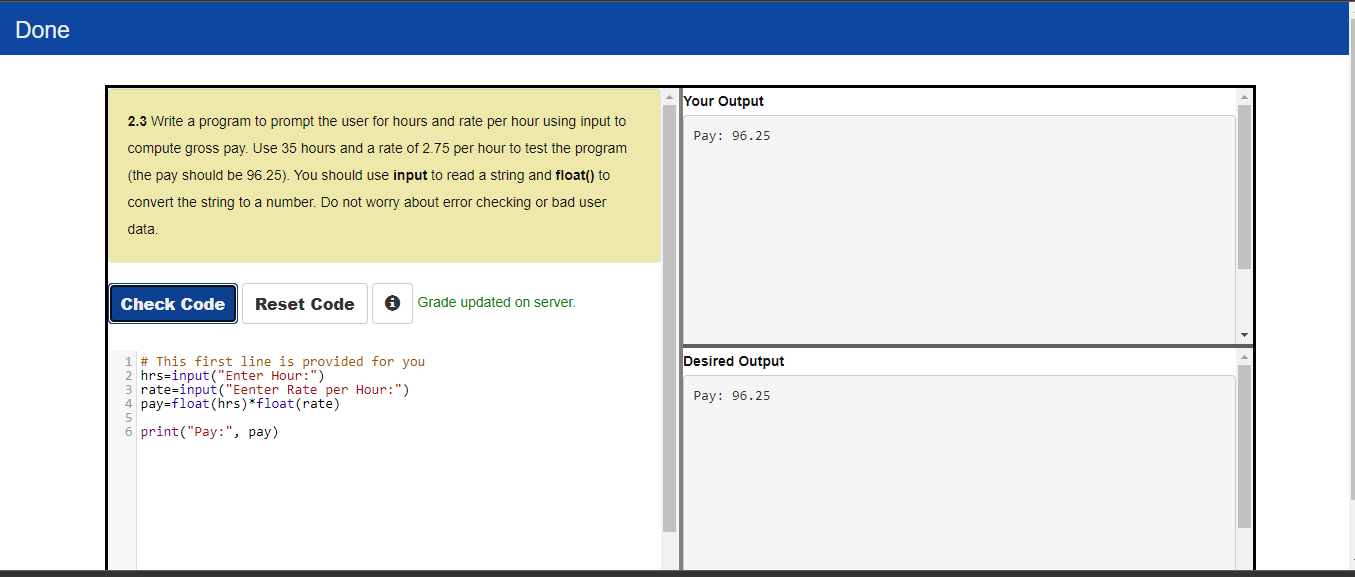 Done
2.3 Write a program to prompt the user for hours and rate per hour using input to
compute gross pay. Use 35 hours and a rate of 2.75 per hour to test the program
(the pay should be 96.25). You should use input to read a string and float() to
convert the string to a number. Do not worry about error checking or bad user
data.
Check Code Reset Code Grade updated on server.
1 # This first line is provided for you
2 hrs=input("Enter Hour:")
3 rate=input("Eenter Rate per Hour:")
4 pay=float(hrs)*float(rate)
5
6 print("Pay:", pay)
Your Output
Pay: 96.25
Desired Output
Pay: 96.25